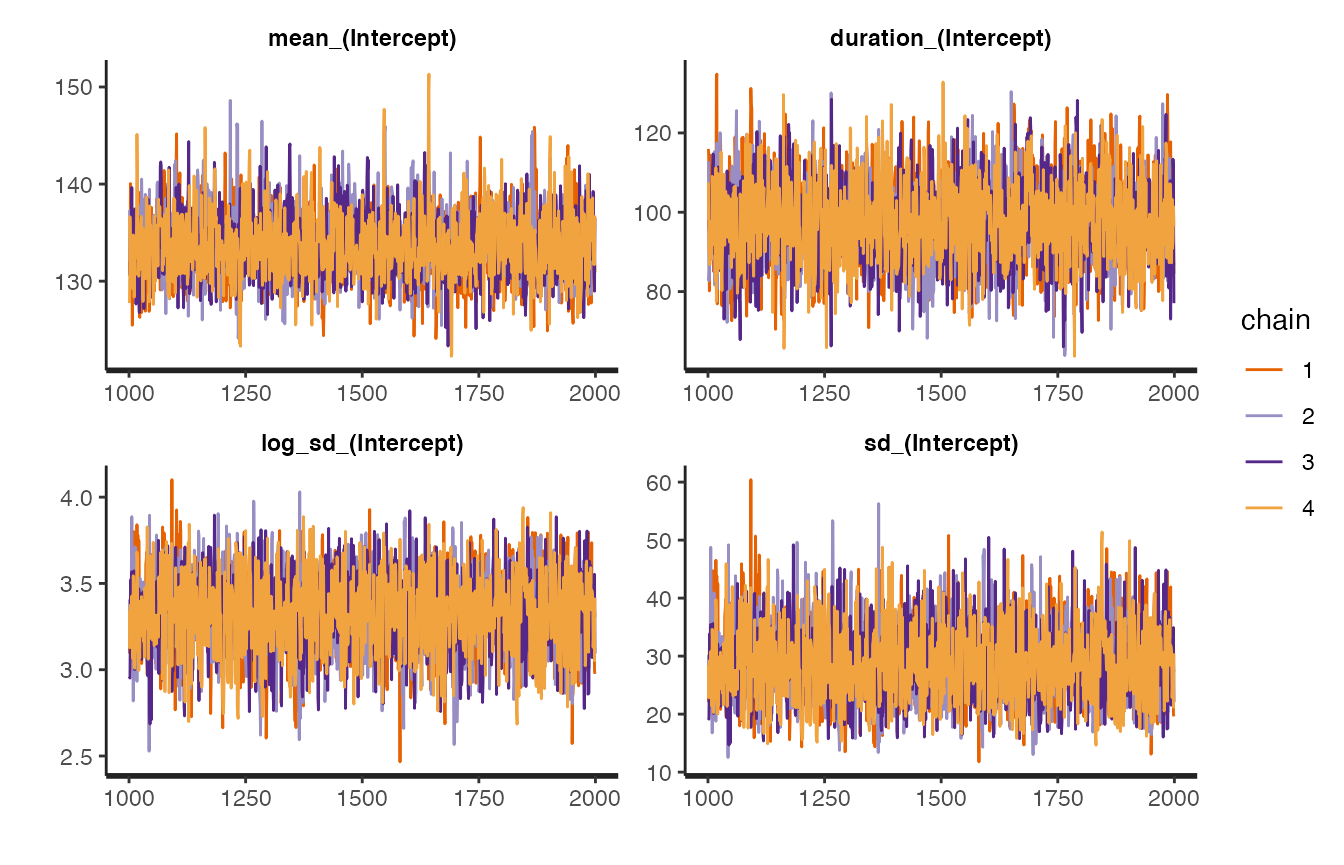 mean_(Intercept)
duration_(Intercept)
150
140
130
120
100
80
1000 1250 1500 1750 2000
1000 1250 1500 1750 2000
log_sd_(Intercept)
sd_(Intercept)
4.0
3.5
3.0
2.5
60
50
40
30
20
10
1000 1250 1500 1750 2000
1000 1250 1500 1750 2000
chain
1
2
3
4